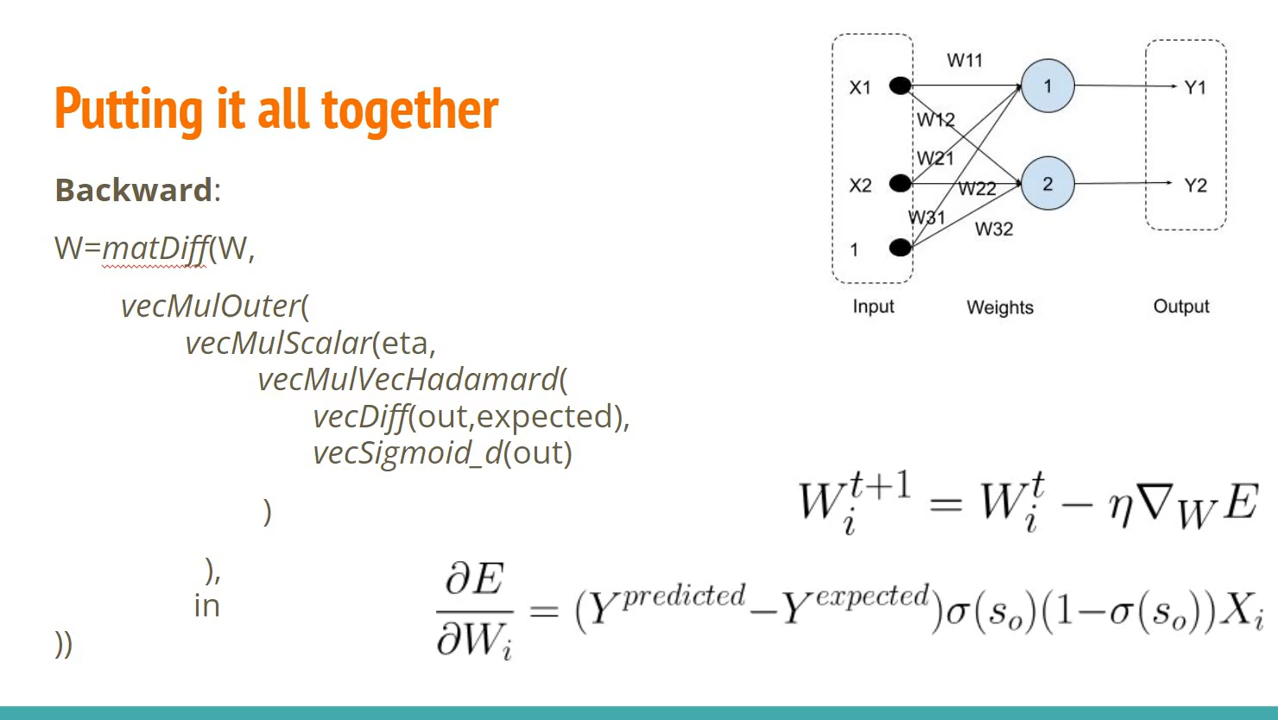 Putting it all together
Backward:
W=matDiff(W,
vecMulOuter(
vecMulScalar(eta,
vecMulVecHadamard(
vecDiff(out,expected),
vecSigmoid_d(out)
)
),
in
))
X1
W11
1
Y1
W12
W21
X2
W22
2
Y2
W31
W32
1
Input
Weights
Output
W_i^{t+1} = W_i^t − η∇_W E
∂E/∂W_i = (Y^{predicted}−Y^{expected})σ(s_o)(1−σ(s_o))X_i